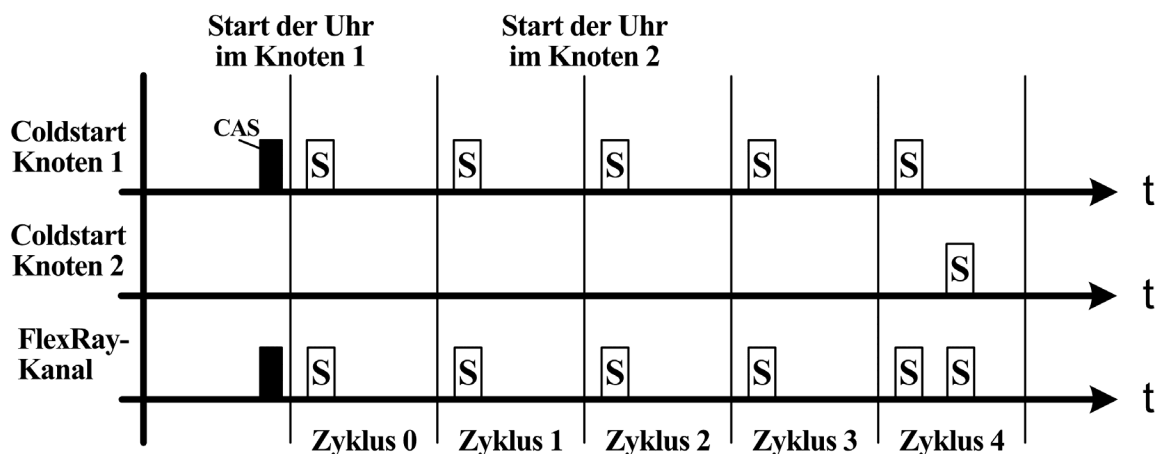 Start der Uhr
im Knoten 1
Start der Uhr
im Knoten 2
Coldstart
Knoten 1
CAS
S
S
S
S
S
t
Coldstart
Knoten 2
S
t
FlexRay-
Kanal
S
S
S
S
S
S
t
Zyklus 0
Zyklus 1
Zyklus 2
Zyklus 3
Zyklus 4